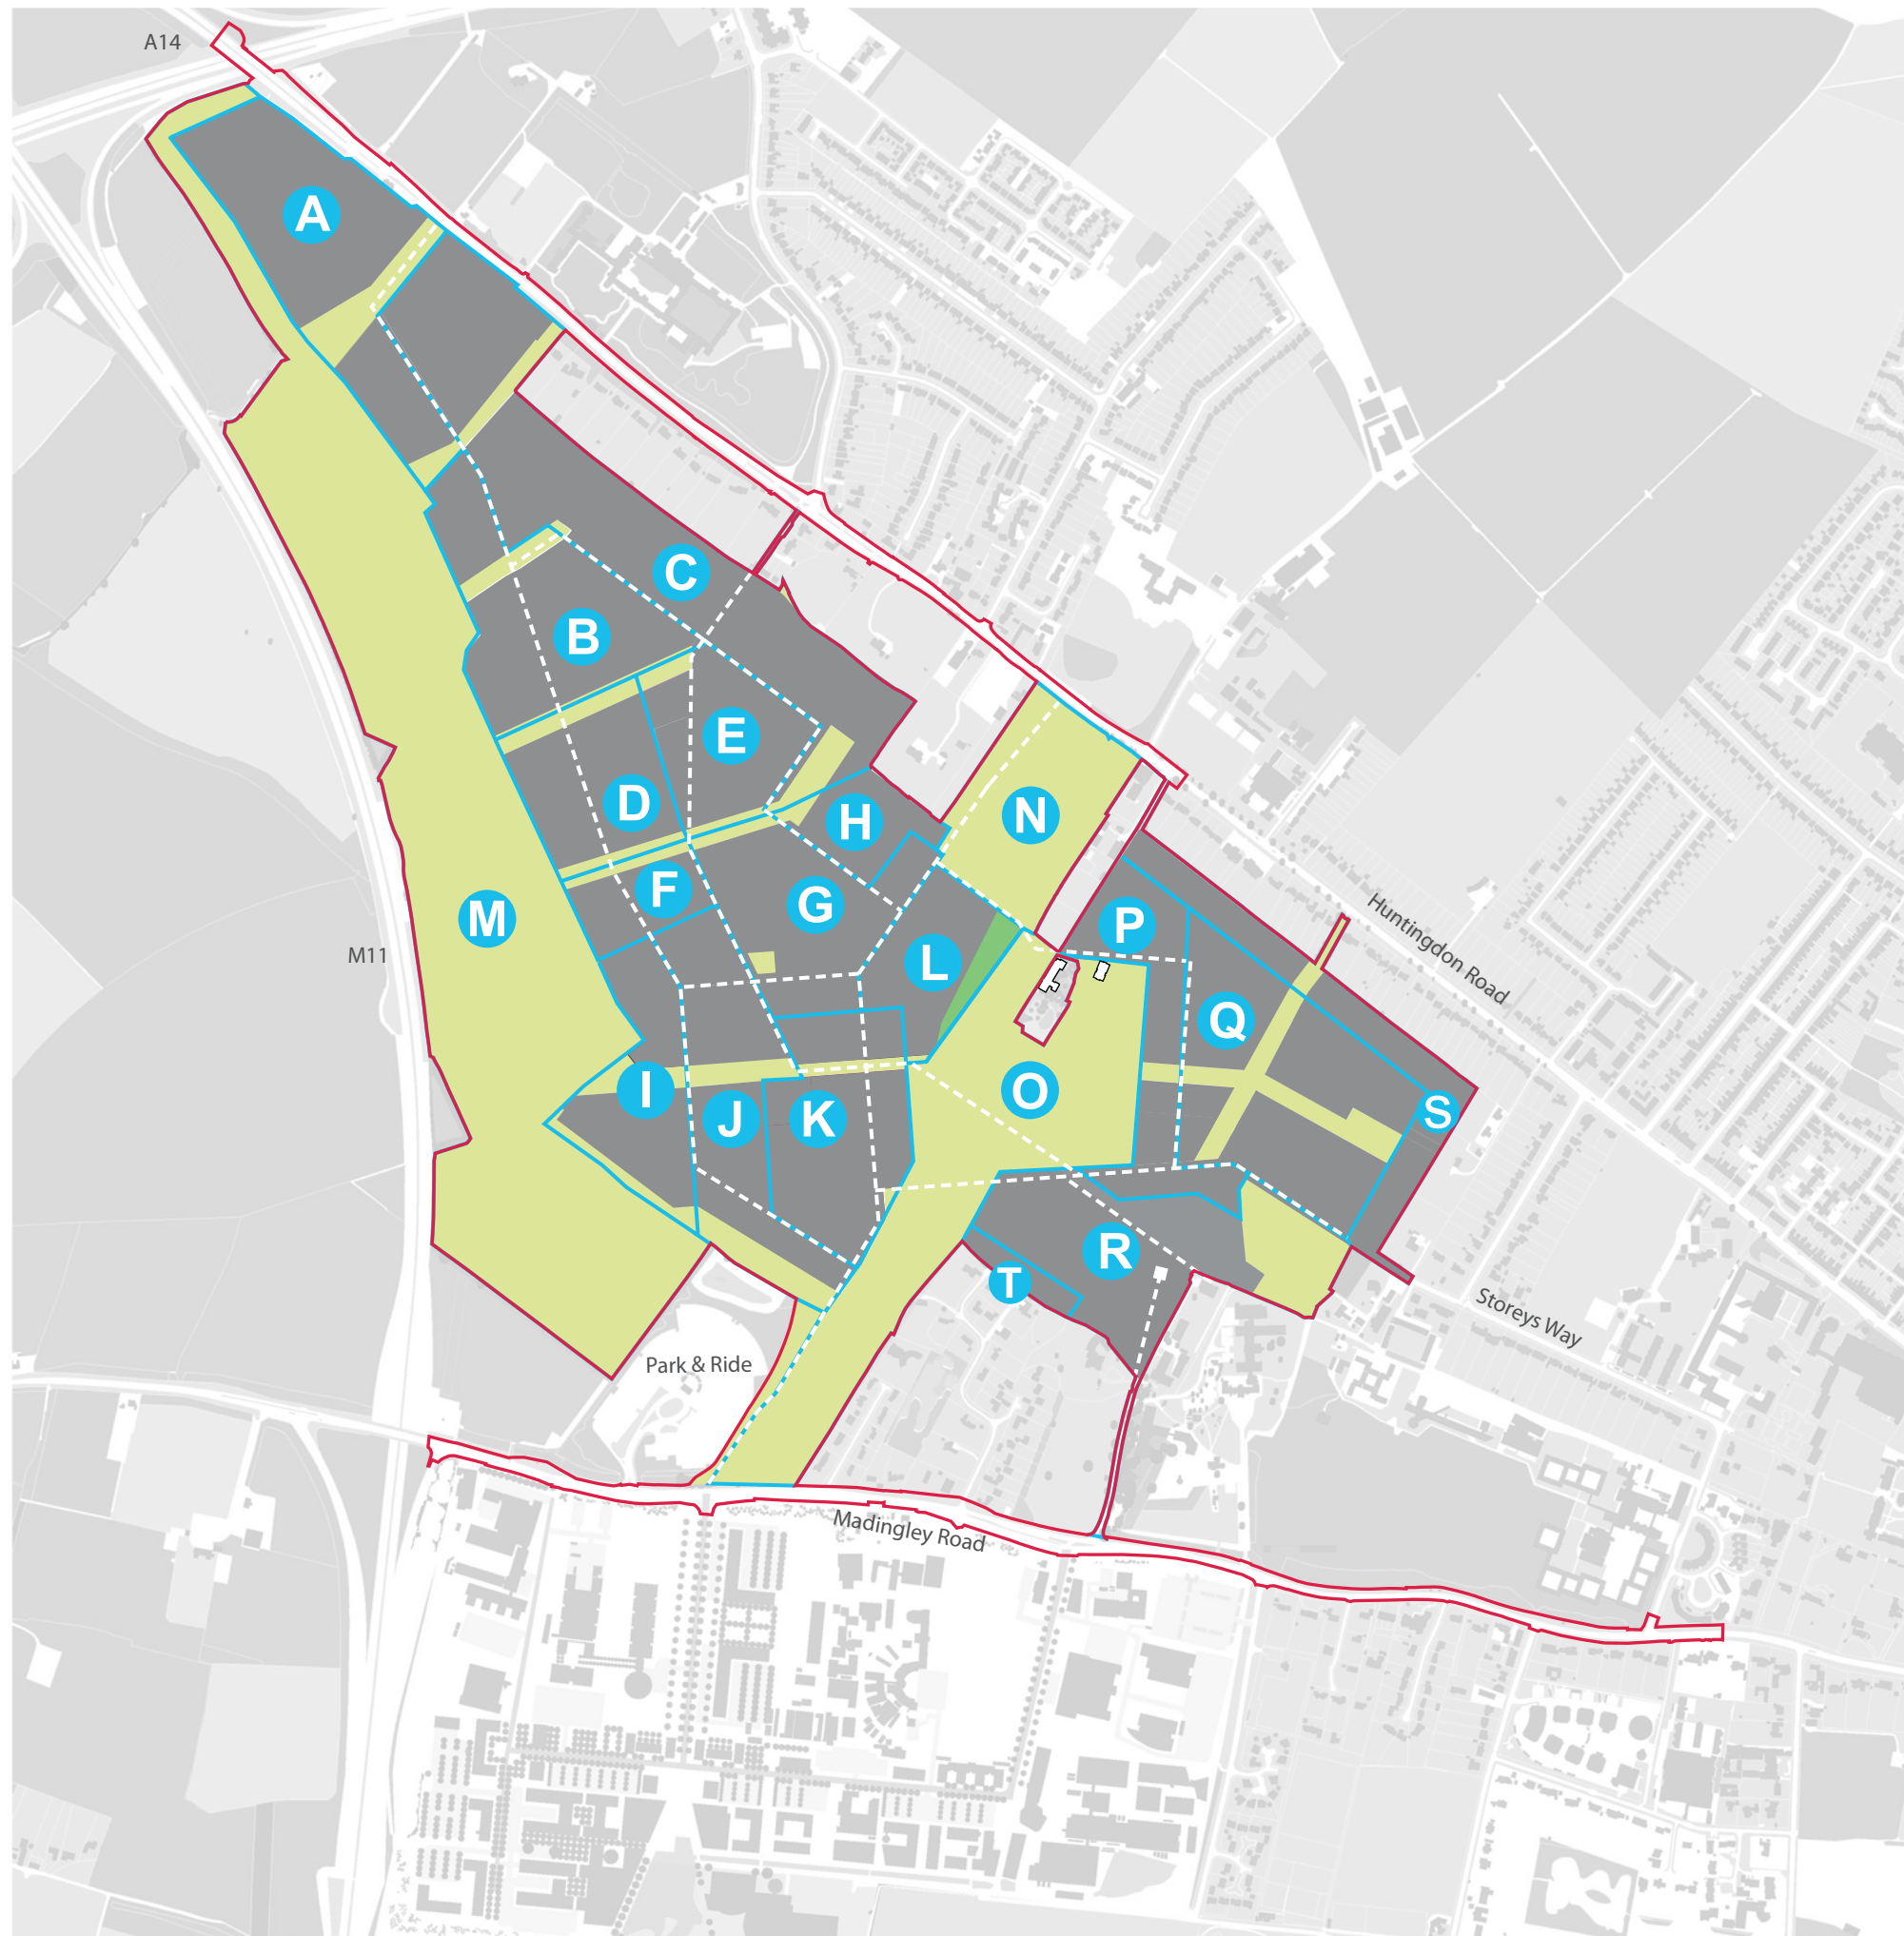 A14
A
C
B
E
D
H
N
F
G
P
M
L
Huntingdon Road
M11
Q
I
J
K
O
S
R
T
Storeys Way
Park & Ride
Madingley Road